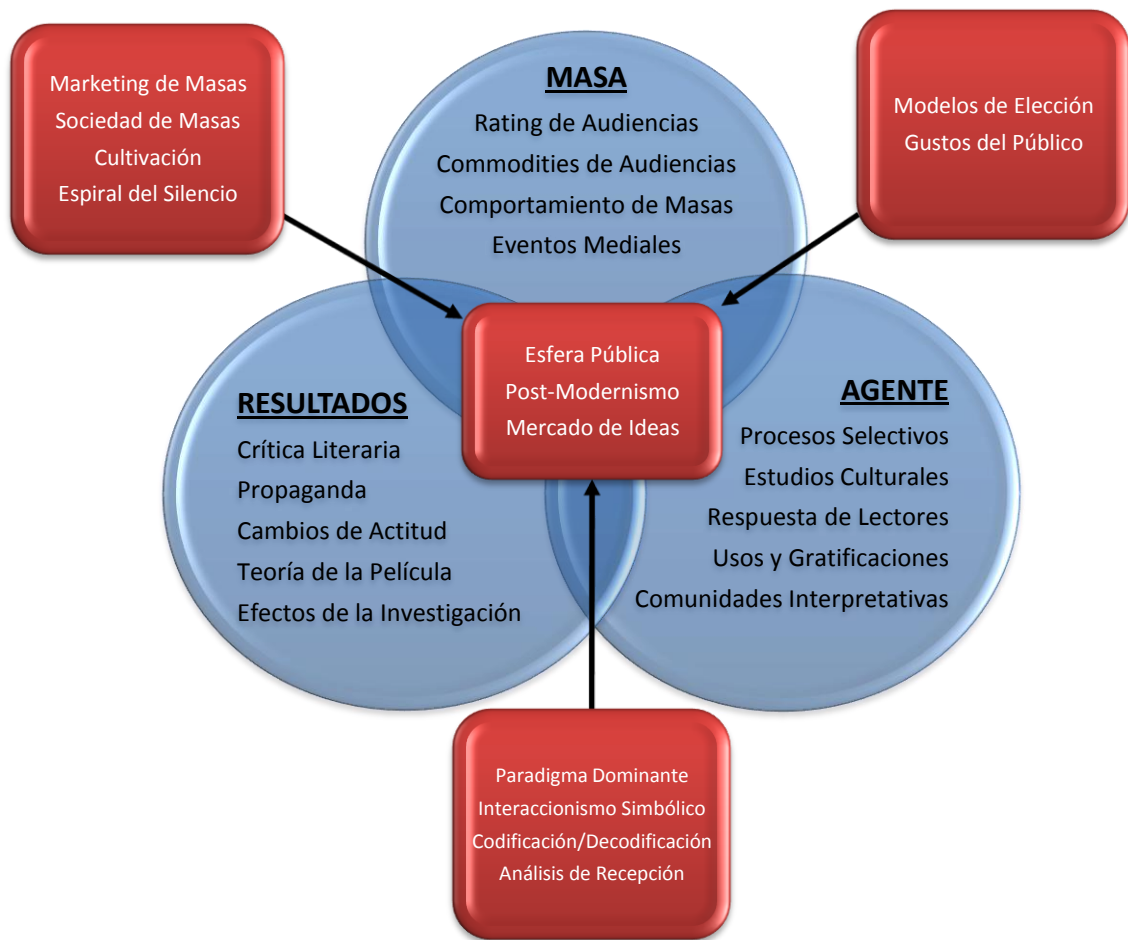 Marketing de Masas
Sociedad de Masas
Cultivación
Espiral del Silencio
MASA
Rating de Audiencias
Commodities de Audiencias
Comportamiento de Masas
Eventos Mediales
Modelos de Elección
Gustos del Público
Esfera Pública
Post-Modernismo
Mercado de Ideas
RESULTADOS
Crítica Literaria
Propaganda
Cambios de Actitud
Teoría de la Película
Efectos de la Investigación
AGENTE
Procesos Selectivos
Estudios Culturales
Respuesta de Lectores
Usos y Gratificaciones
Comunidades Interpretativas
Paradigma Dominante
Interaccionismo Simbólico
Codificación/Decodificación
Análisis de Recepción